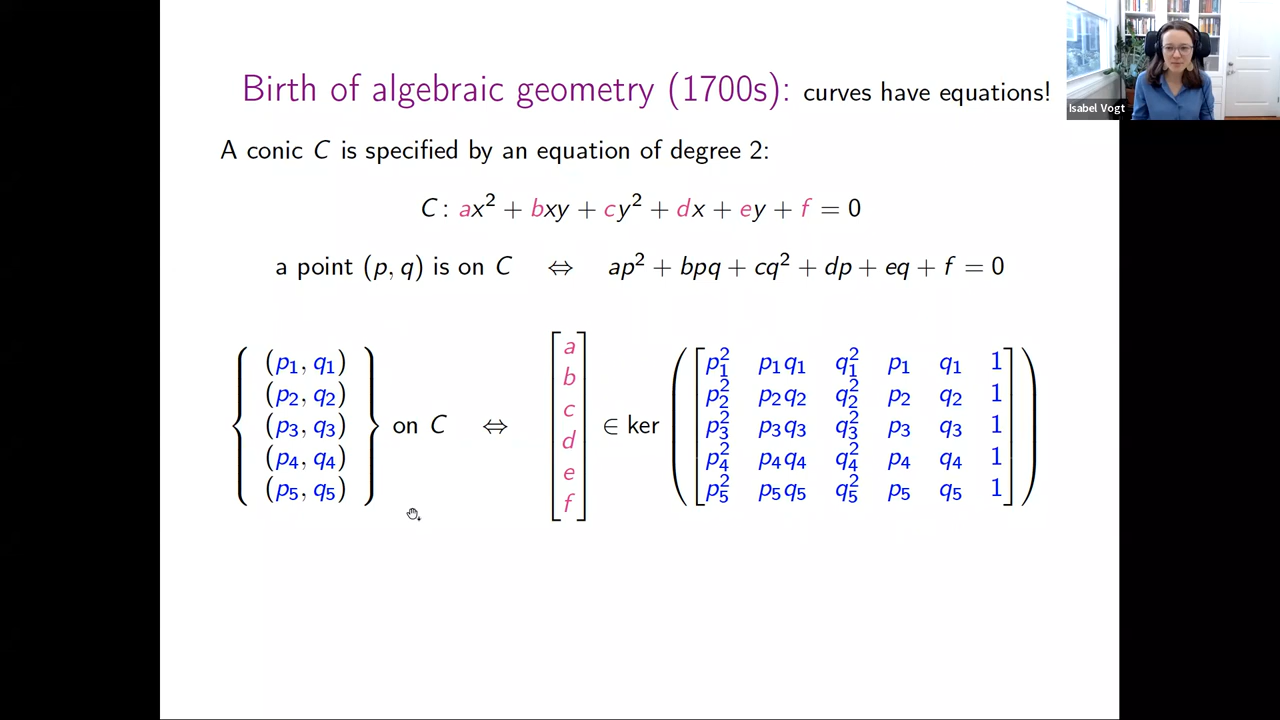 Birth of algebraic geometry (1700s): curves have equations!
Isabel Vogt
A conic C is specified by an equation of degree 2:
C: ax² + bxy + cy² + dx + ey + f = 0
a point (p, q) is on C ⇔ ap² + bpq + cq² + dp + eq + f = 0
{ (p₁, q₁) (p₂, q₂) (p₃, q₃) (p₄, q₄) (p₅, q₅) } on C ⇔ [ a b c d e f ] ∈ ker ( [
p₁² p₁q₁ q₁² p₁ q₁ 1
p₂² p₂q₂ q₂² p₂ q₂ 1
p₃² p₃q₃ q₃² p₃ q₃ 1
p₄² p₄q₄ q₄² p₄ q₄ 1
p₅² p₅q₅ q₅² p₅ q₅ 1 ] )